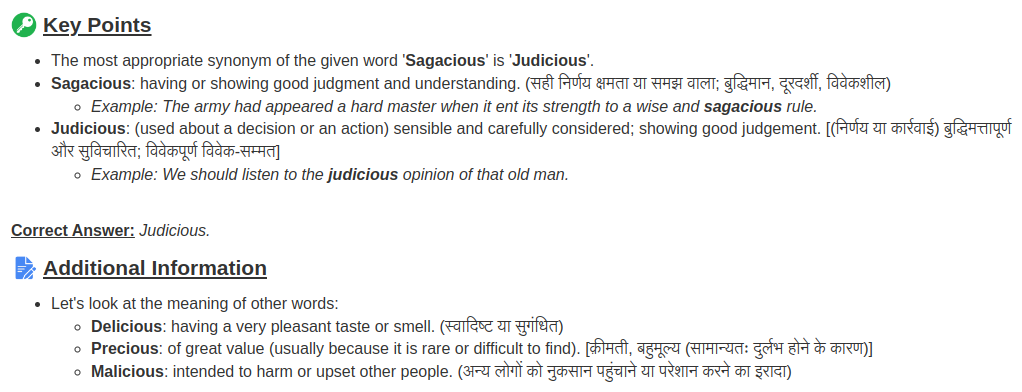 Key Points
The most appropriate synonym of the given word 'Sagacious' is 'Judicious'.
Sagacious: having or showing good judgment and understanding. (सही निर्णय क्षमता या समझ वाला; बुद्धिमान, दूरदर्शी, विवेकशील)
Example: The army had appeared a hard master when it ent its strength to a wise and sagacious rule.
Judicious: (used about a decision or an action) sensible and carefully considered; showing good judgement. [(निर्णय या कार्रवाई) बुद्धिमत्तापूर्ण
और सुविचारित; विवेकपूर्ण विवेक-सम्मत]
Example: We should listen to the judicious opinion of that old man.
Correct Answer: Judicious.
Additional Information
Let's look at the meaning of other words:
Delicious: having a very pleasant taste or smell. (स्वादिष्ट या सुगंधित)
Precious: of great value (usually because it is rare or difficult to find). [क़ीमती, बहुमूल्य (सामान्यतः दुर्लभ होने के कारण)]
Malicious: intended to harm or upset other people. (अन्य लोगों को नुकसान पहुंचाने या परेशान करने का इरादा)